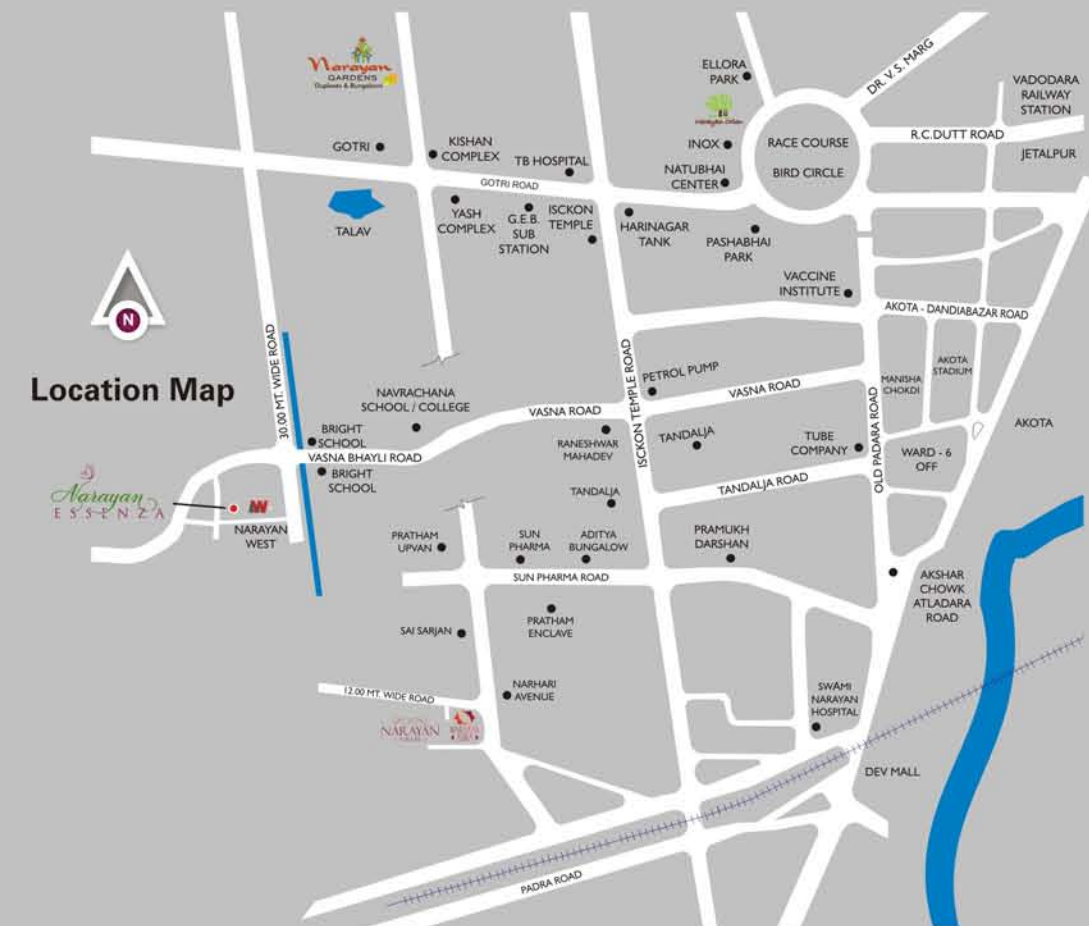 Narayan
GARDENS
Duplexes & Bungalows
ELLORA
PARK
DR. V. S. MARG
VADODARA
RAILWAY
STATION
INOX
RACE COURSE
BIRD CIRCLE
R.C.DUTT ROAD
JETALPUR
GOTRI
KISHAN
COMPLEX
TB HOSPITAL
NATUBHAI
CENTER
GOTRI ROAD
TALAV
YASH
COMPLEX
G.E.B.
SUB
STATION
ISCKON
TEMPLE
HARINAGAR
TANK
PASHABHAI
PARK
VACCINE
INSTITUTE
N
Location Map
30.00 MT. WIDE ROAD
AKOTA - DANDIABAZAR ROAD
ISCKON TEMPLE ROAD
PETROL PUMP
VASNA ROAD
MANISHA
CHOKDI
AKOTA
STADIUM
AKOTA
NAVRACHANA
SCHOOL / COLLEGE
VASNA ROAD
BRIGHT
SCHOOL
VASNA BHAYLI ROAD
BRIGHT
SCHOOL
RANESHWAR
MAHADEV
TANDALJA
TUBE
COMPANY
OLD PADARA ROAD
WARD - 6
OFF
Narayan
ESSENZA
NARAYAN
WEST
TANDALJA
TANDALJA ROAD
PRATHAM
UPVAN
SUN
PHARMA
ADITYA
BUNGALOW
PRAMUKH
DARSHAN
SUN PHARMA ROAD
AKSHAR
CHOWK
ATLADARA
ROAD
SAI SARJAN
PRATHAM
ENCLAVE
12.00 MT. WIDE ROAD
NARHARI
AVENUE
SWAMI
NARAYAN
HOSPITAL
NARAYAN
DEV MALL
PADRA ROAD